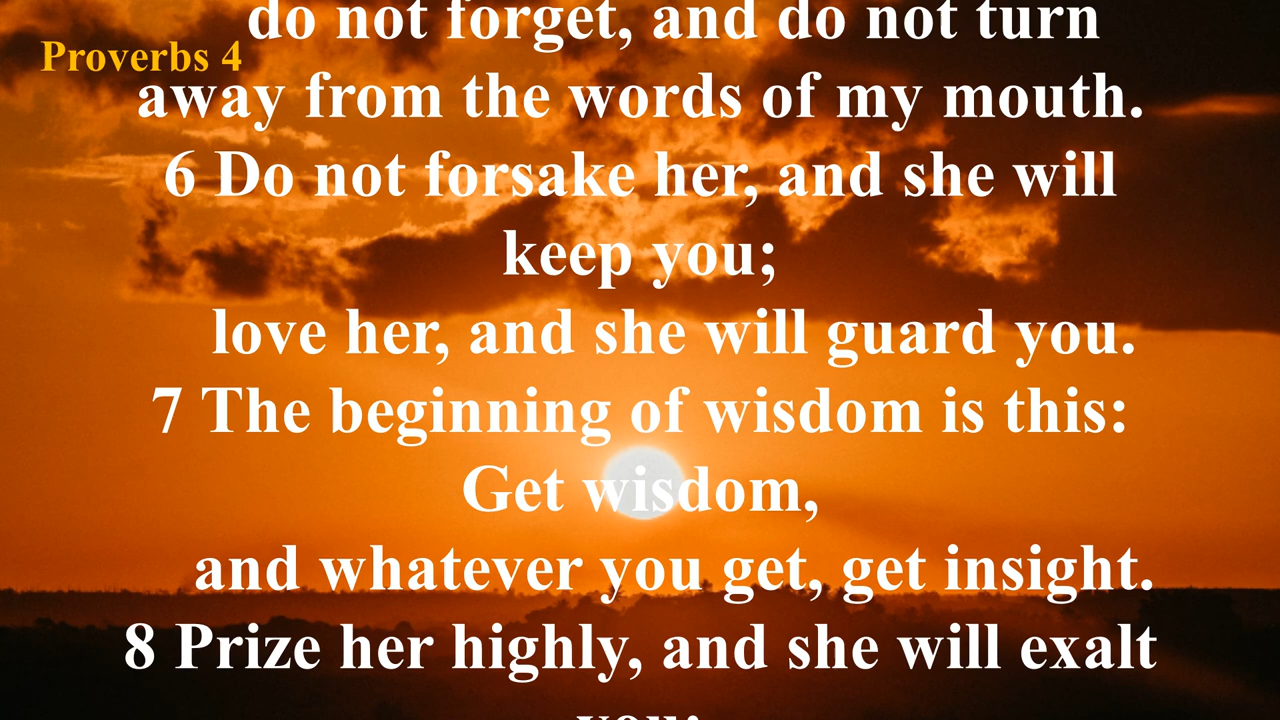 do not forget, and do not turn
Proverbs 4
away from the words of my mouth.
6 Do not forsake her, and she will
keep you;
love her, and she will guard you.
7 The beginning of wisdom is this:
Get wisdom,
and whatever you get, get insight.
8 Prize her highly, and she will exalt
you;